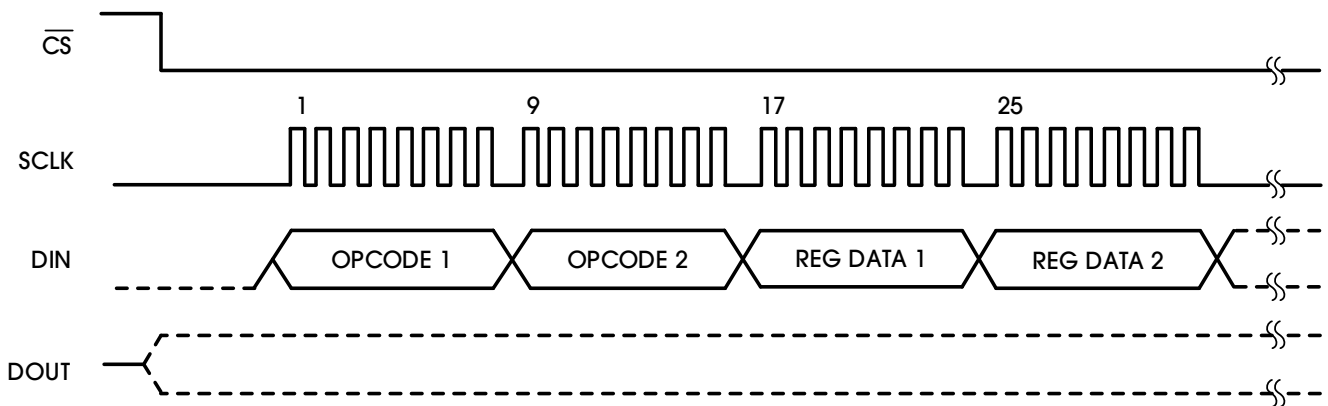 CS
1 9 17 25
SCLK
DIN OPCODE 1 OPCODE 2 REG DATA 1 REG DATA 2
DOUT